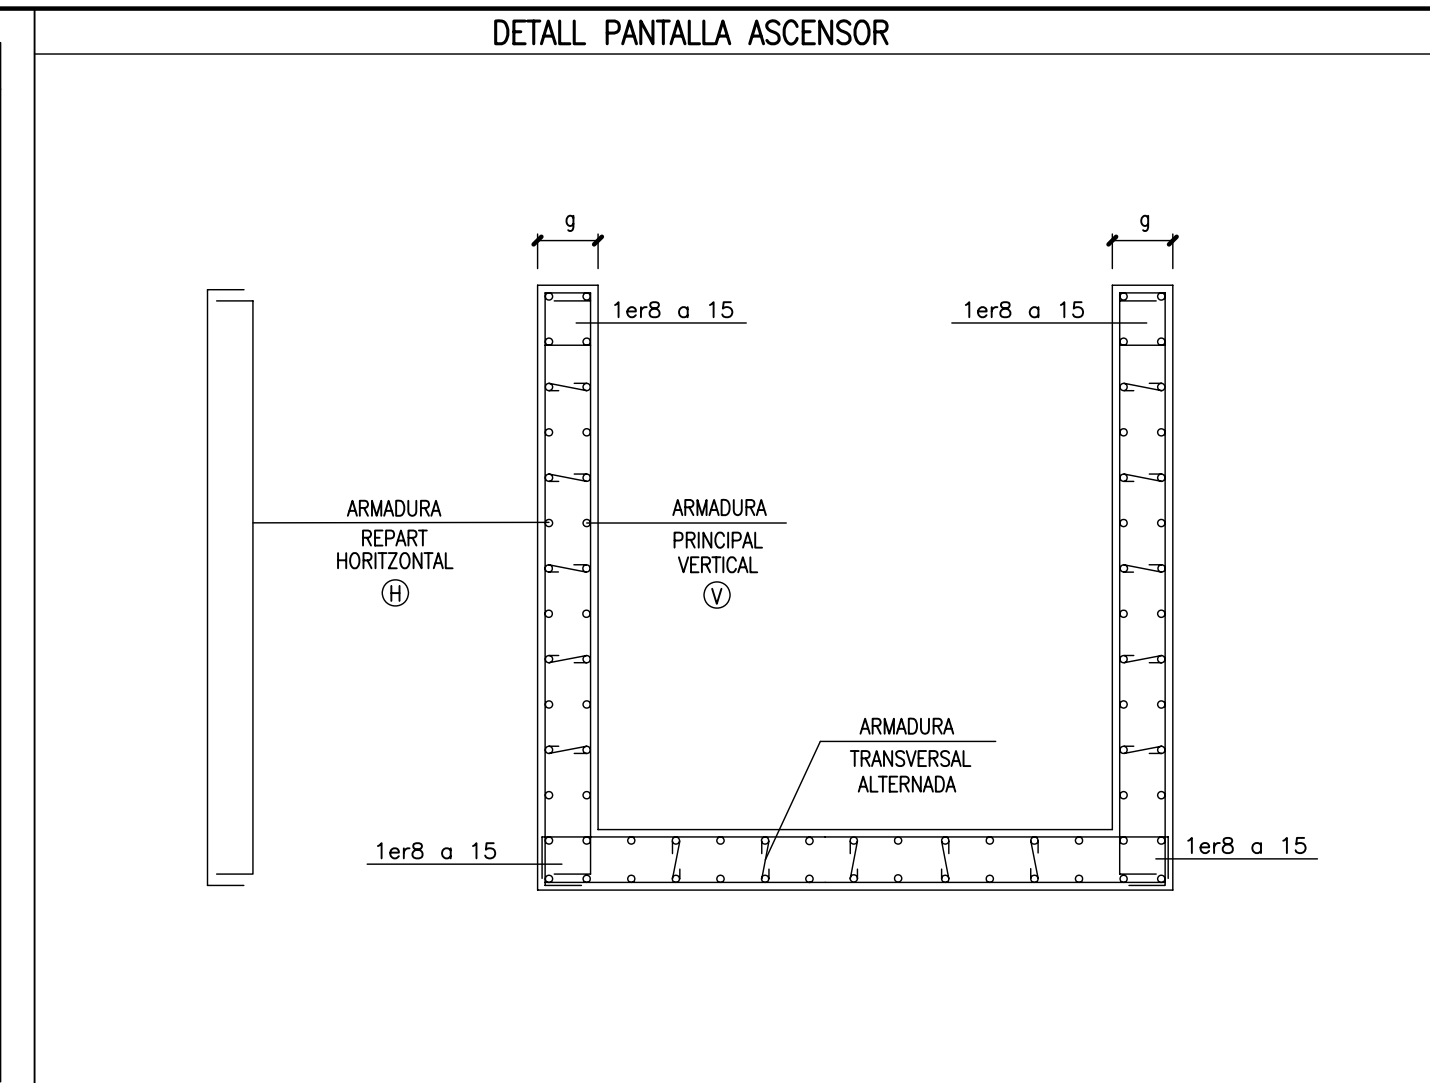 DETALL PANTALLA ASCENSOR
g
g
1er8 a 15
1er8 a 15
ARMADURA
REPART
HORITZONTAL
H
ARMADURA
PRINCIPAL
VERTICAL
V
ARMADURA
TRANSVERSAL
ALTERNADA
1er8 a 15
1er8 a 15